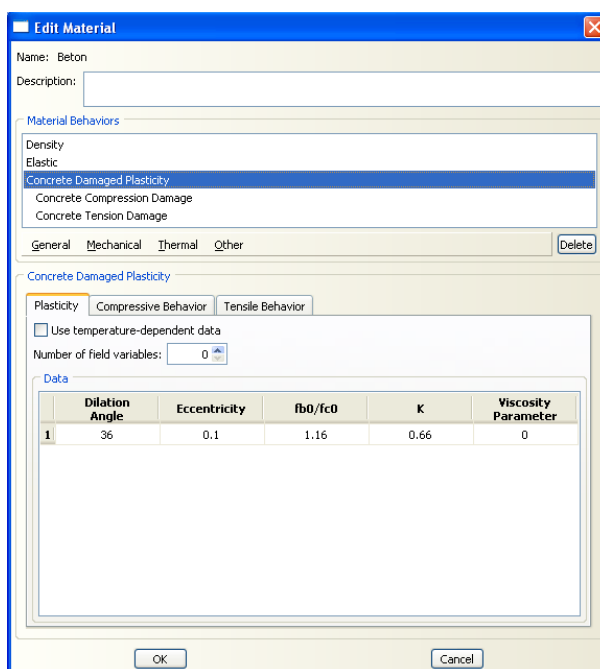 Edit Material
Name: Beton
Description:
Material Behaviors
Density
Elastic
Concrete Damaged Plasticity
Concrete Compression Damage
Concrete Tension Damage
General Mechanical Thermal Other Delete
Concrete Damaged Plasticity
Plasticity Compressive Behavior Tensile Behavior
Use temperature-dependent data
Number of field variables: 0
Data
Dilation Angle Eccentricity fb0/fc0 K Viscosity Parameter
1 36 0.1 1.16 0.66 0
OK Cancel